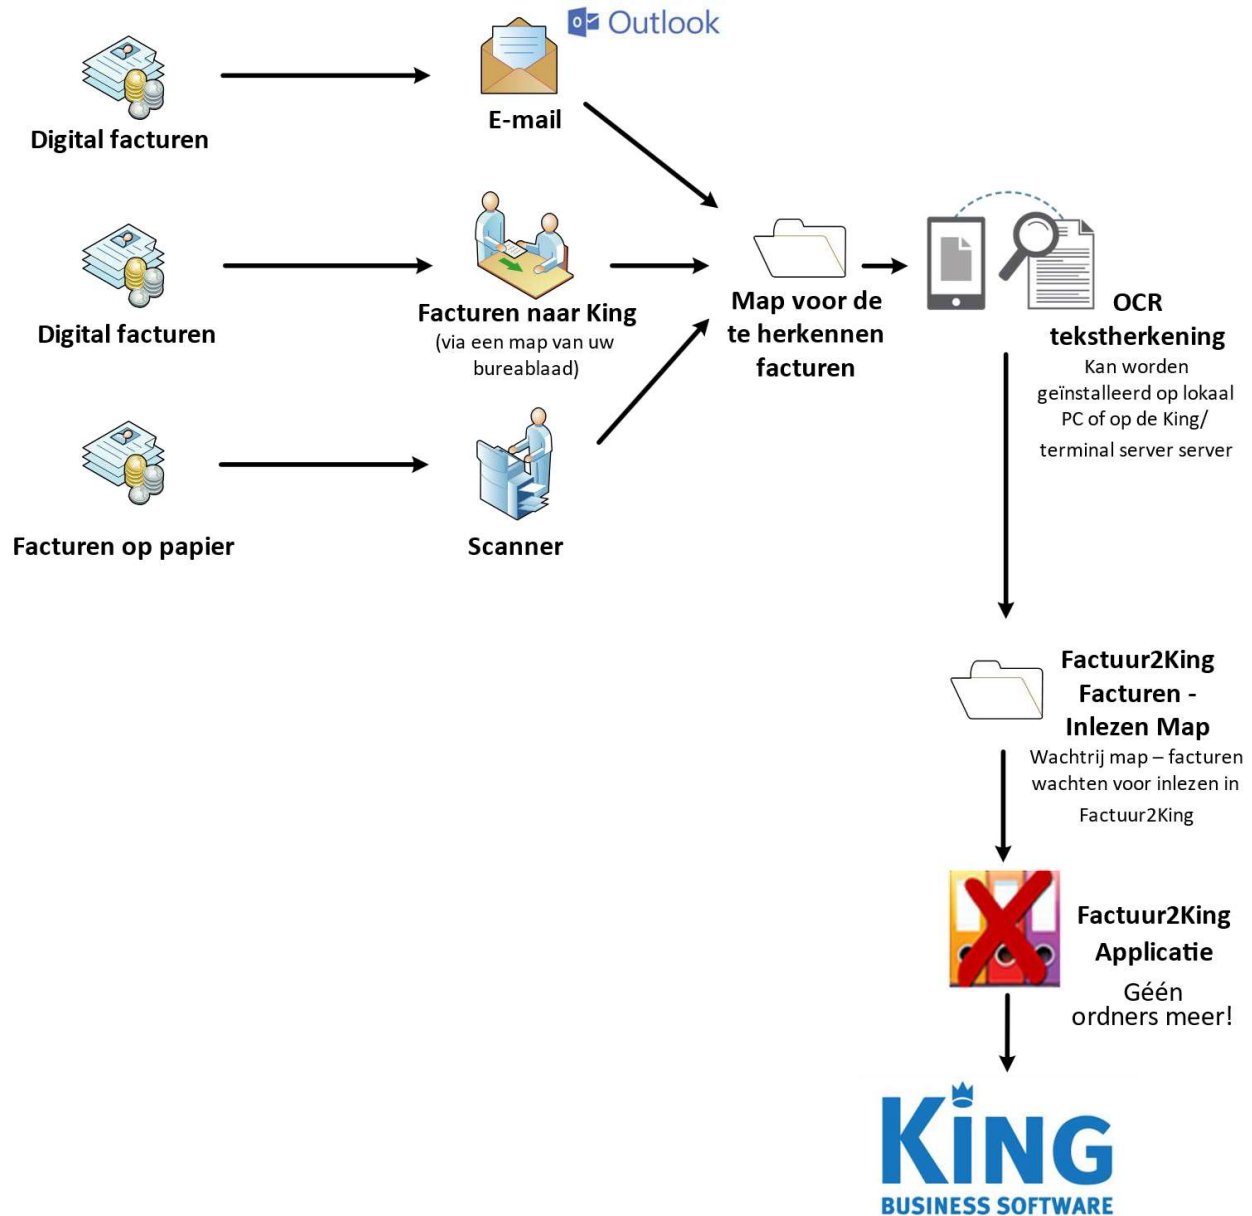 Outlook
E-mail
Digital facturen
Digital facturen
Facturen naar King
(via een map van uw
bureablaad)
Map voor de
te herkennen
facturen
OCR
tekstherkening
Kan worden
geïnstalleerd op lokaal
PC of op de King/
terminal server server
Facturen op papier
Scanner
Factuur2King
Facturen -
Inlezen Map
Wachtrij map – facturen
wachten voor inlezen in
Factuur2King
Factuur2King
Applicatie
Géén
ordners meer!
KING
BUSINESS SOFTWARE